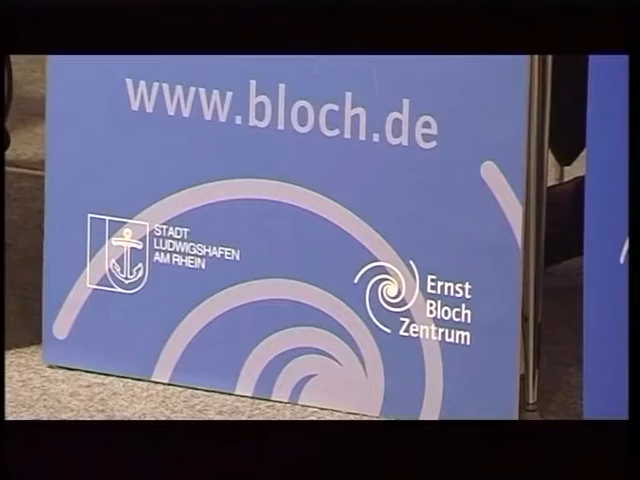 www.bloch.de
STADT
LUDWIGSHAFEN
AM RHEIN
Ernst
Bloch
Zentrum